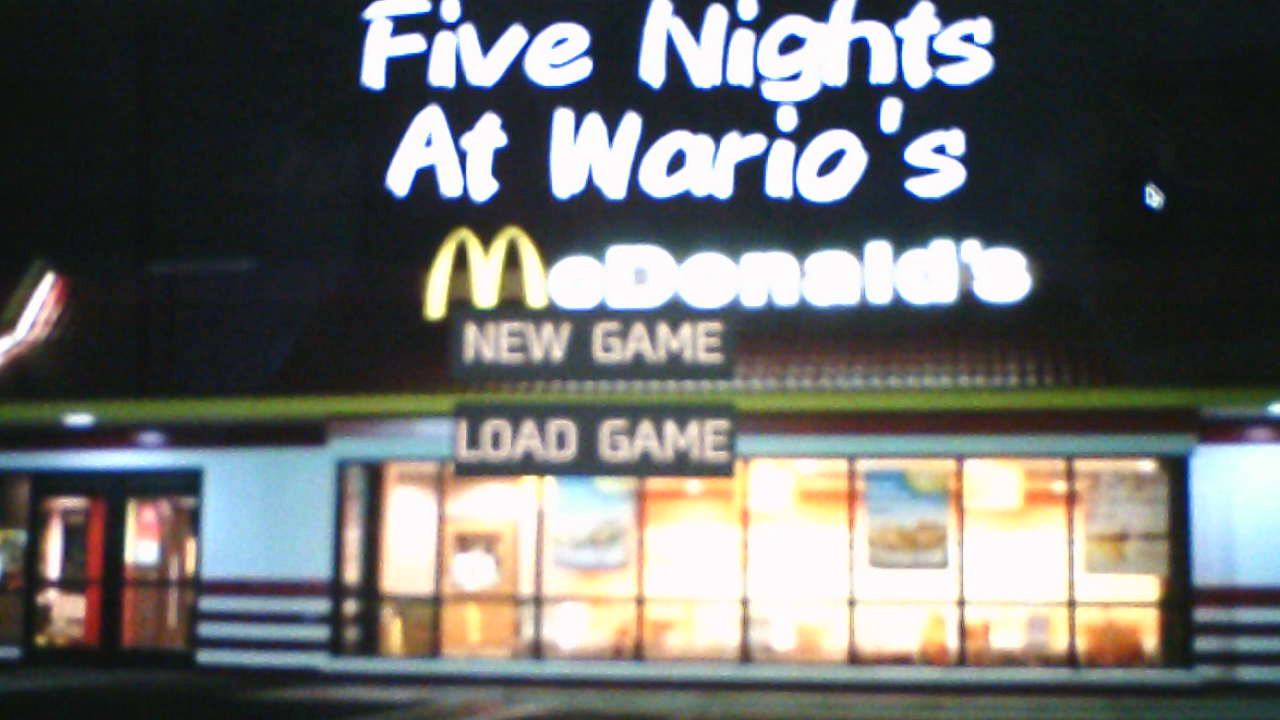 Five Nights
At Wario's
McDonald's
NEW GAME
LOAD GAME